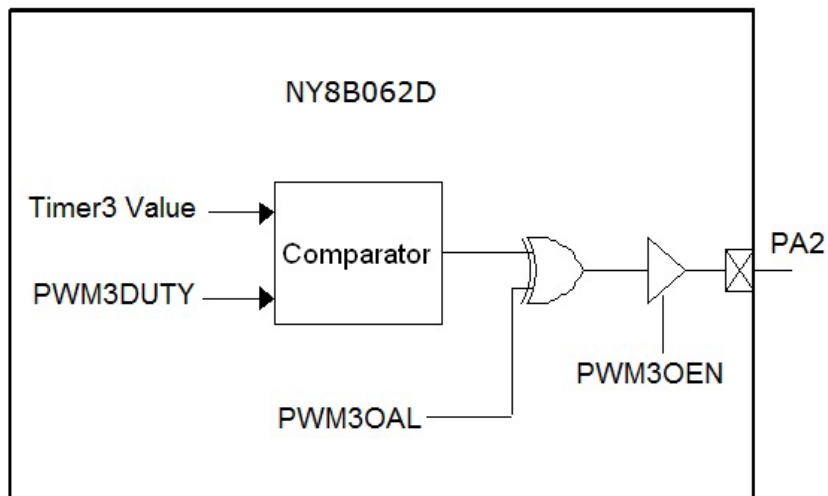 NY8B062D
Timer3 Value
Comparator
PA2
PWM3DUTY
PWM3OEN
PWM3OAL